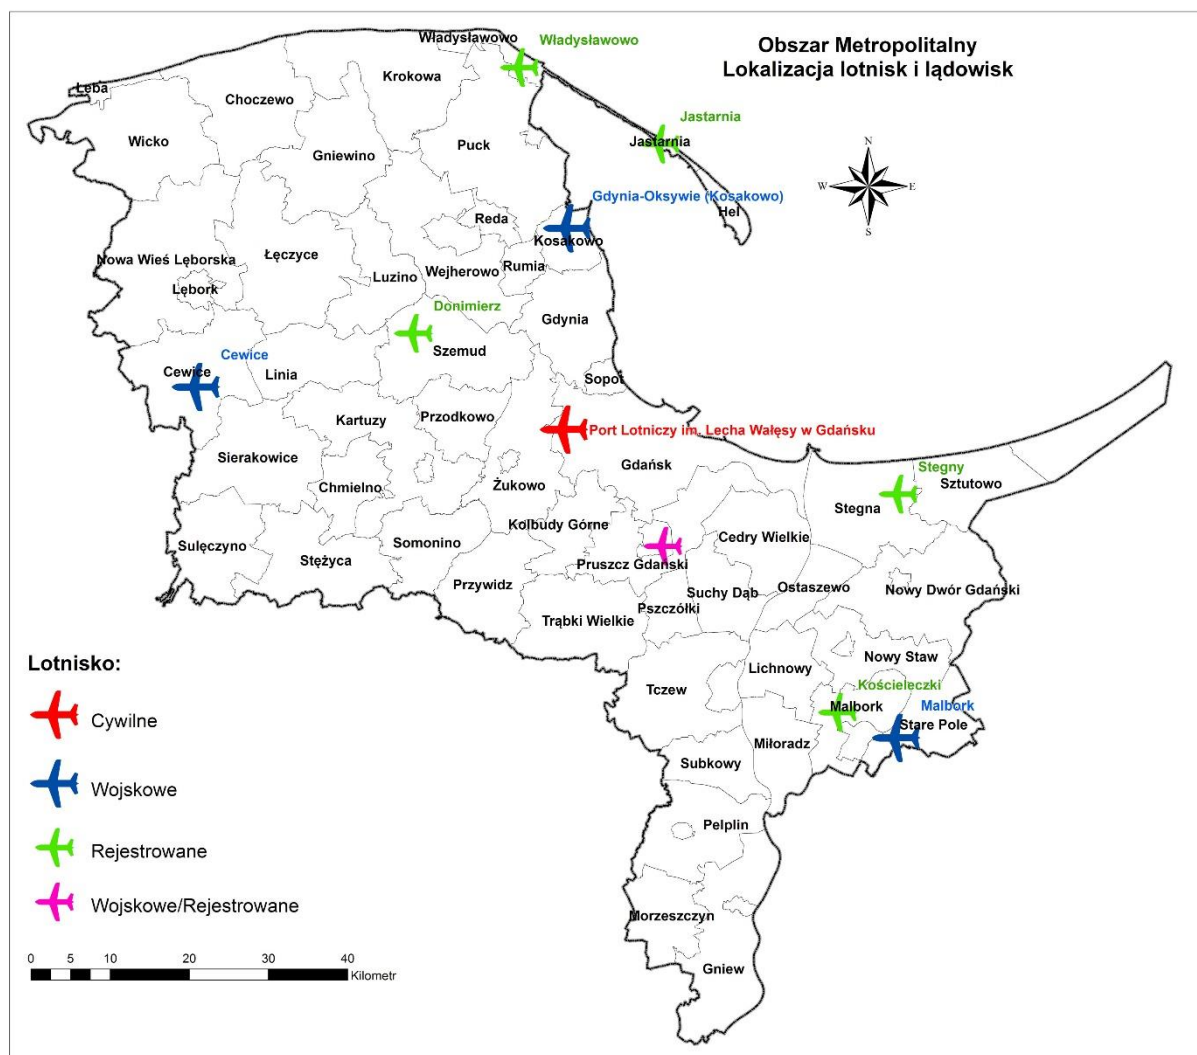 Obszar Metropolitalny
Lokalizacja lotnisk i lądowisk
Władysławowo
Władysławowo
Krokowa
Łeba
Choczewo
Jastarnia
Jastarnia
Wicko
Gniewino
Puck
N
W
E
S
Gdynia-Oksywie (Kosakowo)
Hel
Reda
Kosakowo
Nowa Wieś Lęborska
Łęczyce
Luzino
Wejherowo
Rumia
Lębork
Donimierz
Gdynia
Szemud
Cewice
Cewice
Linia
Sopot
Kartuzy
Przodkowo
Port Lotniczy im. Lecha Wałęsy w Gdańsku
Sierakowice
Gdańsk
Stegny
Chmielno
Żukowo
Sztutowo
Stegna
Kolbudy Górne
Sulęczyno
Stężyca
Somonino
Cedry Wielkie
Pruszcz Gdański
Przywidz
Suchy Dąb
Ostaszewo
Nowy Dwór Gdański
Pszczółki
Trąbki Wielkie
Lichnowy
Nowy Staw
Tczew
Kościeleczki
Malbork
Malbork
Stare Pole
Miłoradz
Subkowy
Pelplin
Morzeszczyn
Gniew
Lotnisko:
Cywilne
Wojskowe
Rejestrowane
Wojskowe/Rejestrowane
0 5 10 20 30 40
Kilometr